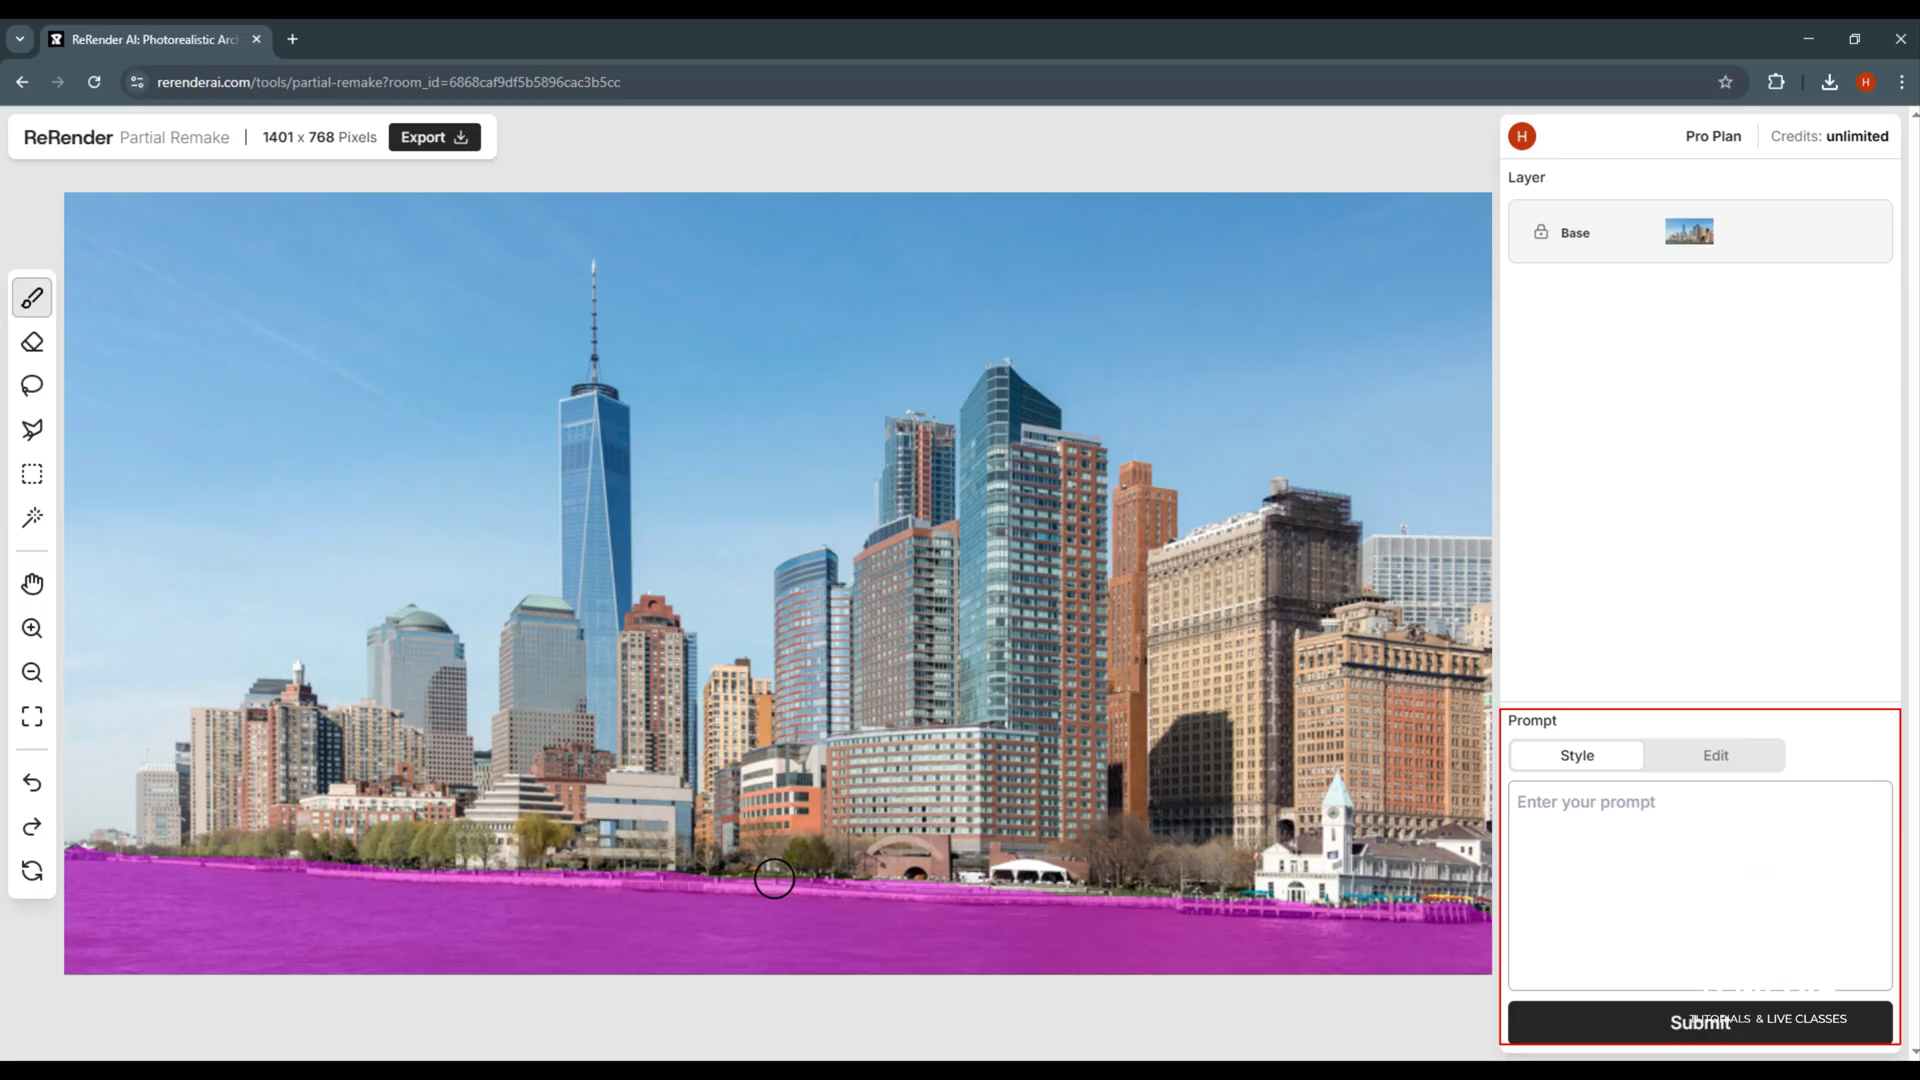 ReRender AI: Photorealistic Arc
rerenderai.com/tools/partial-remake?room_id=6868caf9df5b5896cac3b5cc
H
ReRender Partial Remake | 1401 x 768 Pixels Export
H Pro Plan Credits: unlimited
Layer
Base
Prompt
Style Edit
Enter your prompt
Submit
TUTORIALS & LIVE CLASSES